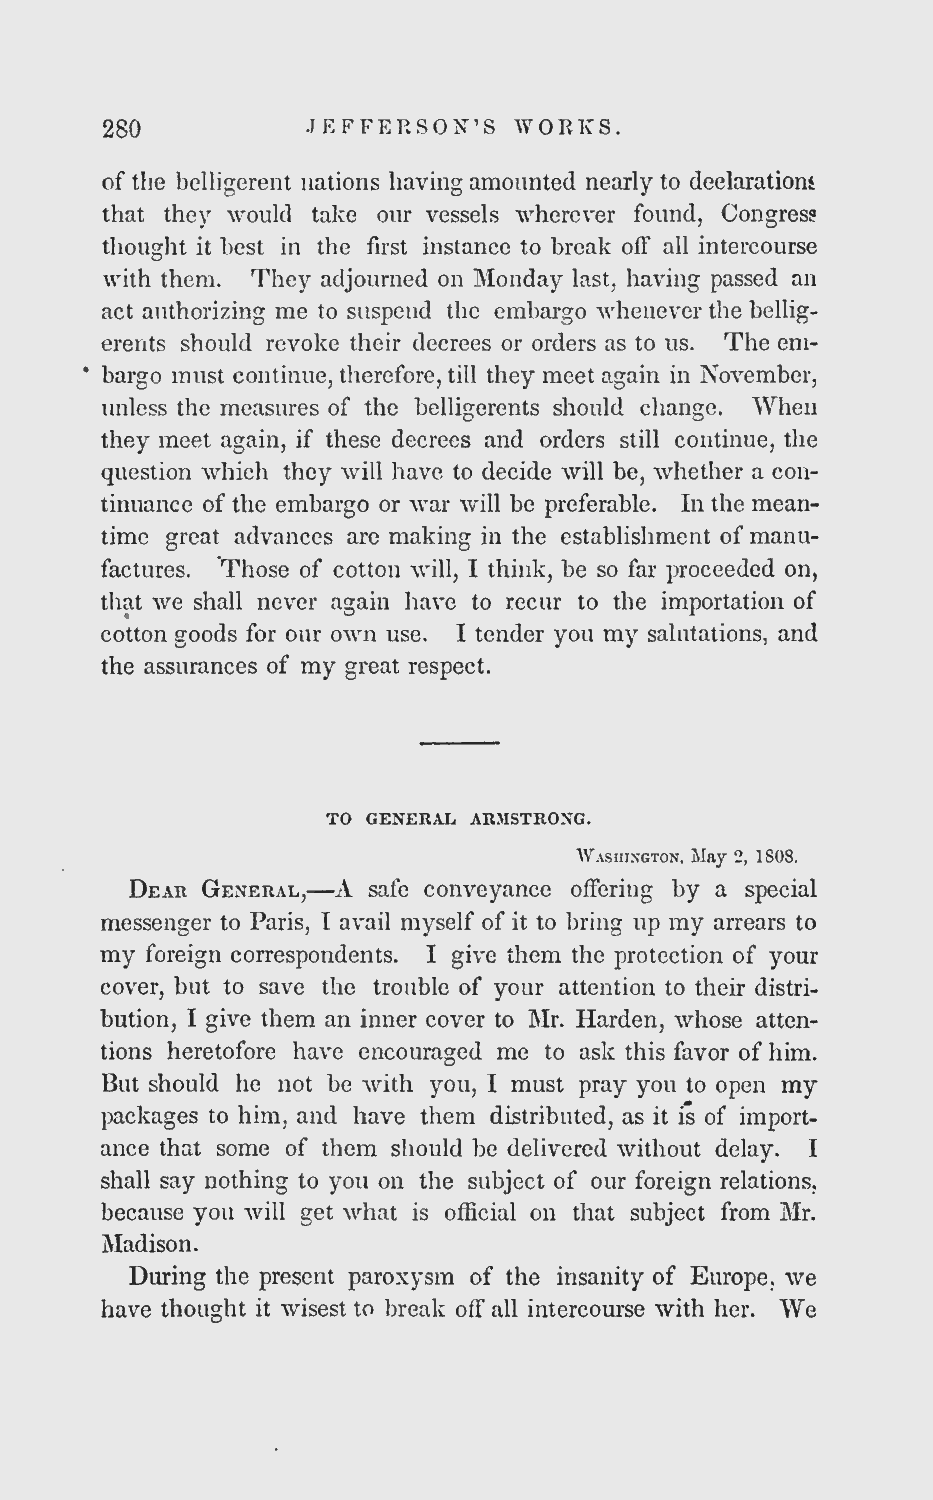 280 JEFFERSON'S WORKS.
of the belligerent nations having amounted nearly to declarations
that they would take our vessels wherever found, Congress
thought it best in the first instance to break off all intercourse
with them. They adjourned on Monday last, having passed an
act authorizing me to suspend the embargo whenever the bellig-
erents should revoke their decrees or orders as to us. The em-
bargo must continue, therefore, till they meet again in November,
unless the measures of the belligerents should change. When
they meet again, if these decrees and orders still continue, the
question which they will have to decide will be, whether a con-
tinuance of the embargo or war will be preferable. In the mean-
time great advances are making in the establishment of manu-
factures. Those of cotton will, I think, be so far proceeded on,
that we shall never again have to recur to the importation of
cotton goods for our own use. I tender you my salutations, and
the assurances of my great respect.
TO GENERAL ARMSTRONG.
WASHINGTON, May 2, 1808.
DEAR GENERAL,—A safe conveyance offering by a special
messenger to Paris, I avail myself of it to bring up my arrears to
my foreign correspondents. I give them the protection of your
cover, but to save the trouble of your attention to their distri-
bution, I give them an inner cover to Mr. Harden, whose atten-
tions heretofore have encouraged me to ask this favor of him.
But should he not be with you, I must pray you to open my
packages to him, and have them distributed, as it is of import-
ance that some of them should be delivered without delay. I
shall say nothing to you on the subject of our foreign relations,
because you will get what is official on that subject from Mr.
Madison.
During the present paroxysm of the insanity of Europe, we
have thought it wisest to break off all intercourse with her. We